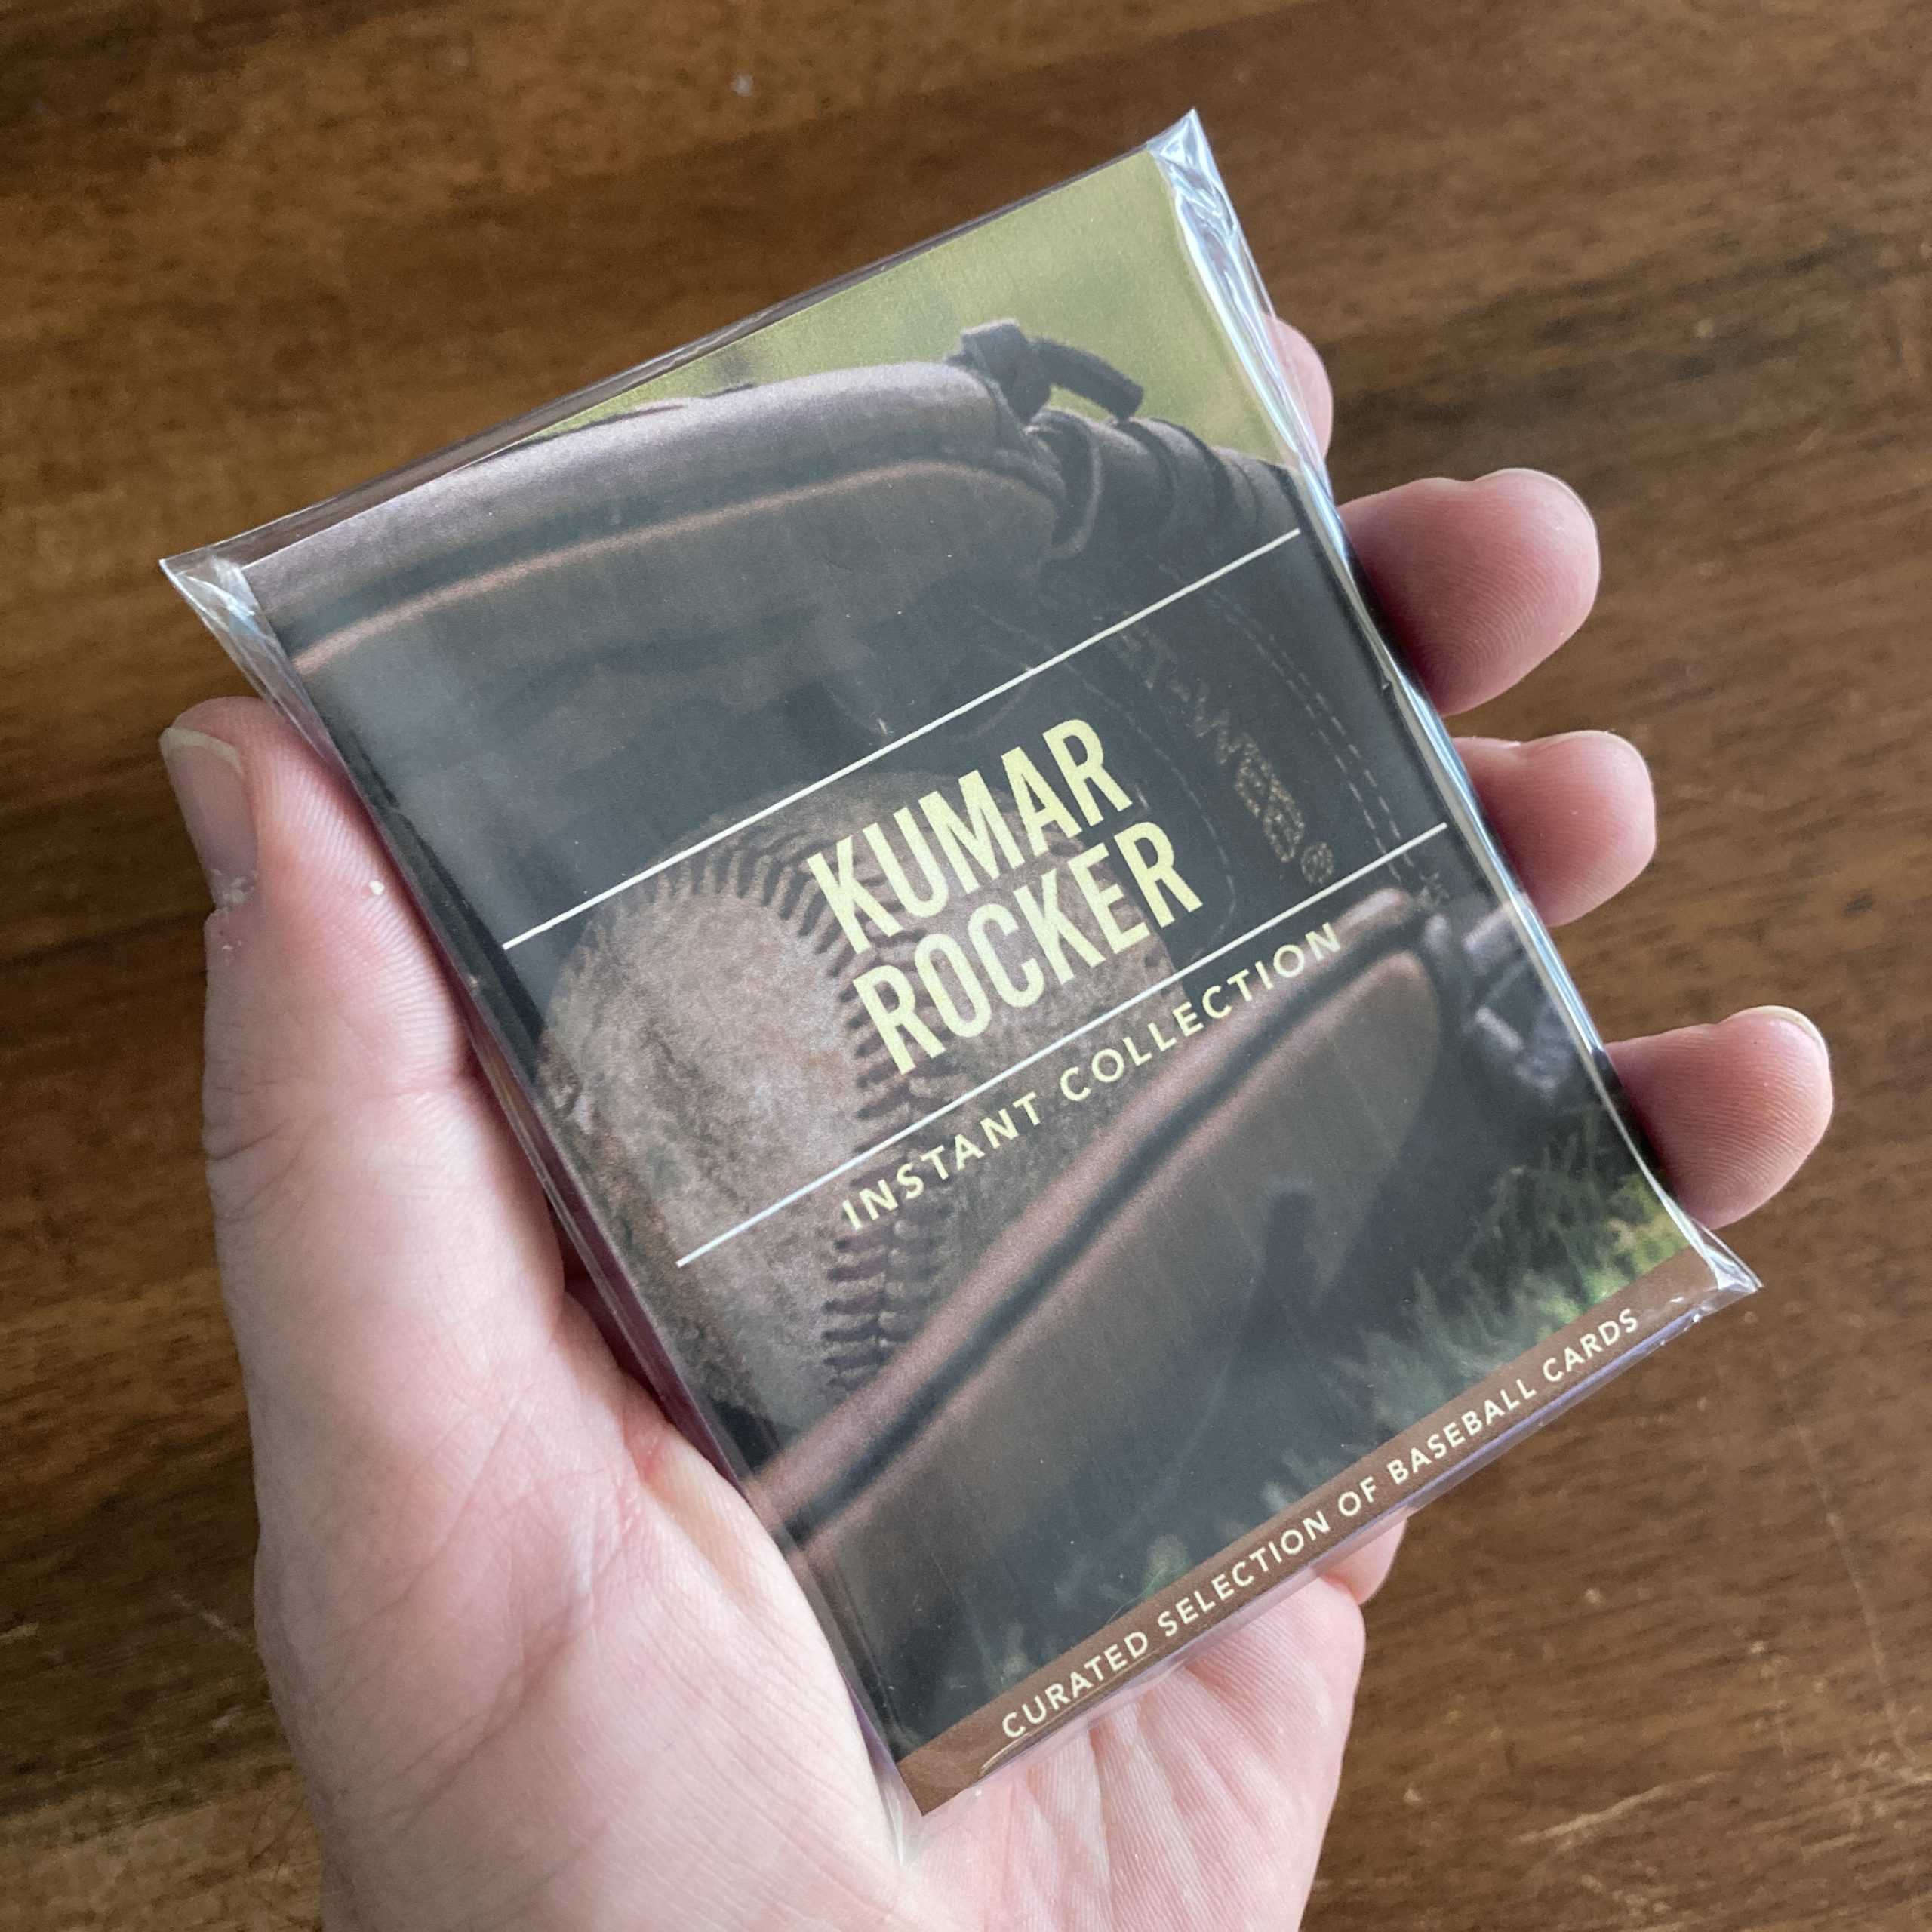 KUMAR
ROCKER
INSTANT COLLECTION
CURATED SELECTION OF BASEBALL CARDS